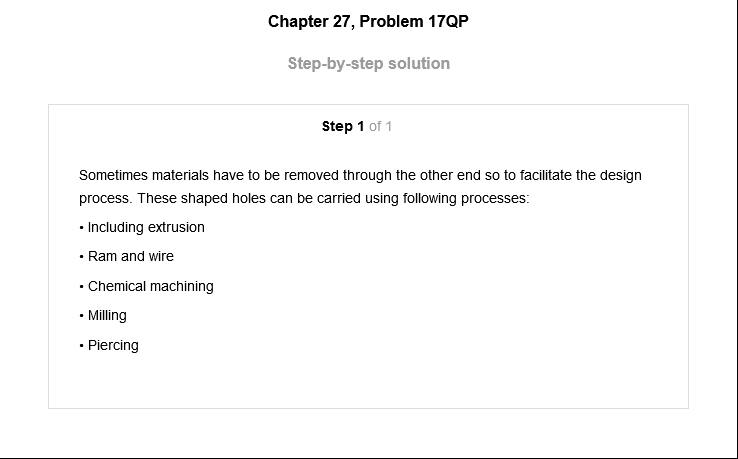 Chapter 27, Problem 17QP
Step-by-step solution
Step 1 of 1
Sometimes materials have to be removed through the other end so to facilitate the design
process. These shaped holes can be carried using following processes:
• Including extrusion
• Ram and wire
• Chemical machining
• Milling
• Piercing